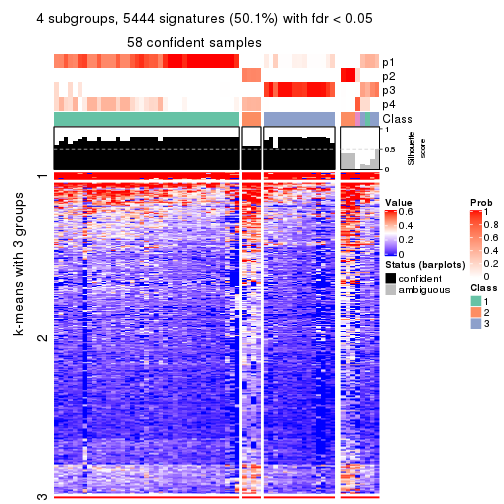 4 subgroups, 5444 signatures (50.1%) with fdr < 0.05
58 confident samples
p1
p2
p3
p4
Class
1
0.5
0
Silhouette
score
k-means with 3 groups
1
2
3
Value
0.6
0.4
0.2
0
Status (barplots)
confident
ambiguous
Prob
1
0.8
0.6
0.4
0.2
0
Class
1
2
3